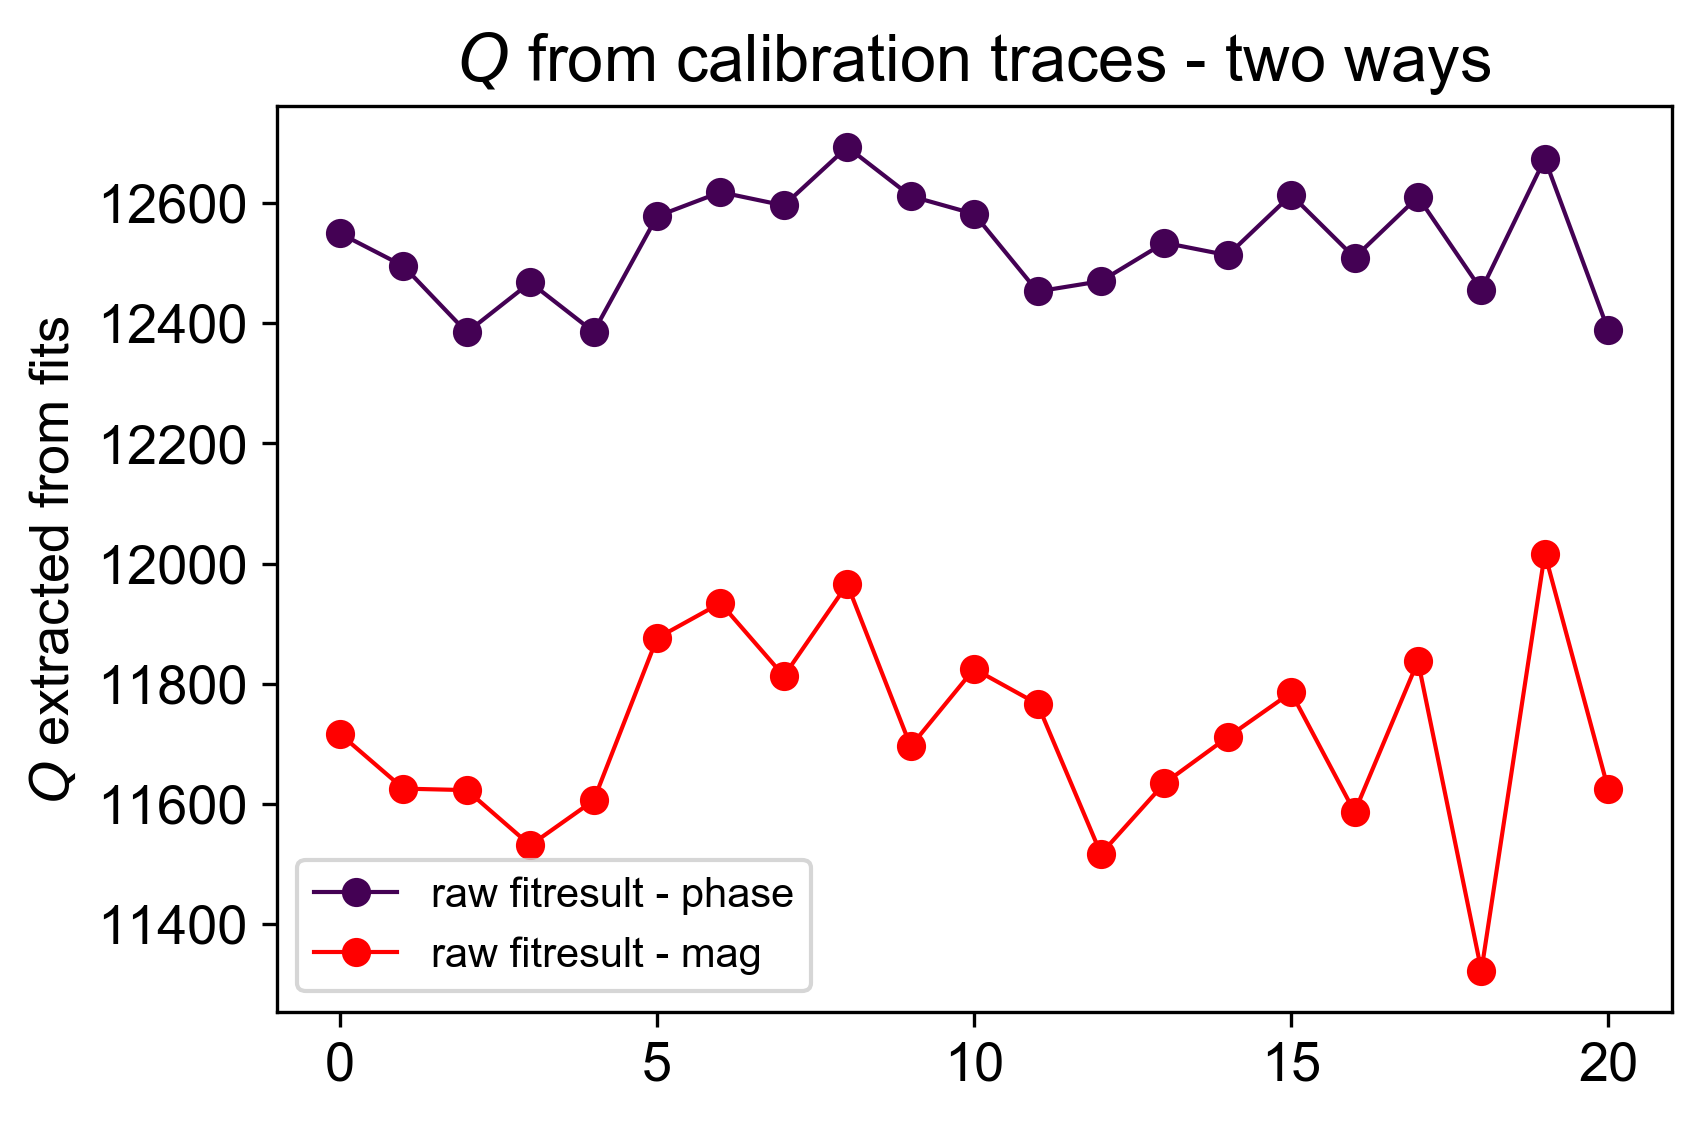 Q from calibration traces - two ways
Q extracted from fits
12600
12400
12200
12000
11800
11600
11400
raw fitresult - phase
raw fitresult - mag
0 5 10 15 20